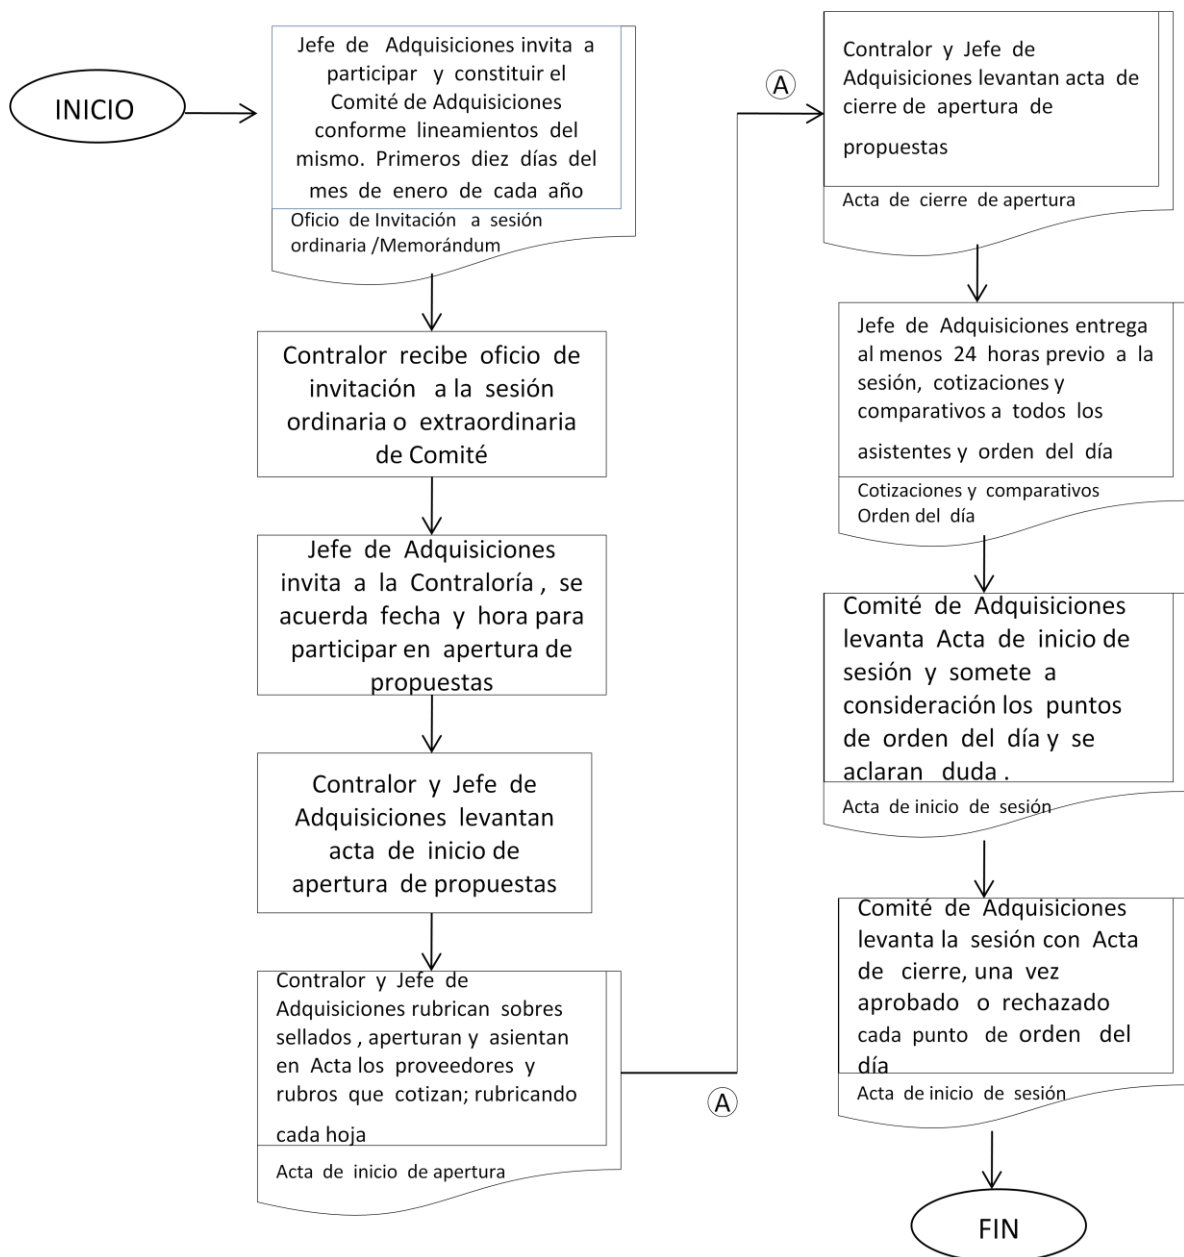 INICIO
Jefe de Adquisiciones invita a
participar y constituir el
Comité de Adquisiciones
conforme lineamientos del
mismo. Primeros diez días del
mes de enero de cada año
Oficio de Invitación a sesión
ordinaria /Memorándum
Contralor recibe oficio de
invitación a la sesión
ordinaria o extraordinaria
de Comité
Jefe de Adquisiciones
invita a la Contraloría , se
acuerda fecha y hora para
participar en apertura de
propuestas
Contralor y Jefe de
Adquisiciones levantan
acta de inicio de
apertura de propuestas
Contralor y Jefe de
Adquisiciones rubrican sobres
sellados , aperturan y asientan
en Acta los proveedores y
rubros que cotizan; rubricando
cada hoja
Acta de inicio de apertura
A
A
Contralor y Jefe de
Adquisiciones levantan acta de
cierre de apertura de
propuestas
Acta de cierre de apertura
Jefe de Adquisiciones entrega
al menos 24 horas previo a la
sesión, cotizaciones y
comparativos a todos los
asistentes y orden del día
Cotizaciones y comparativos
Orden del día
Comité de Adquisiciones
levanta Acta de inicio de
sesión y somete a
consideración los puntos
de orden del día y se
aclaran duda .
Acta de inicio de sesión
Comité de Adquisiciones
levanta la sesión con Acta
de cierre, una vez
aprobado o rechazado
cada punto de orden del
día
Acta de inicio de sesión
FIN